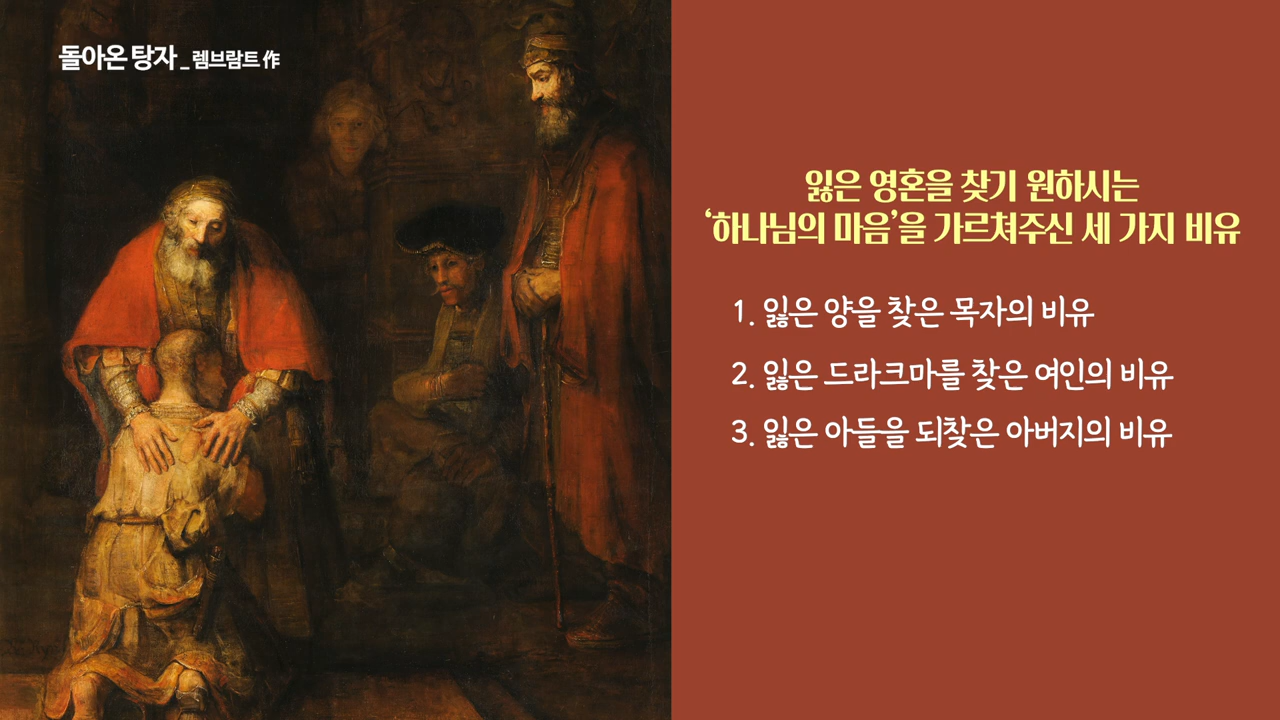 돌아온 탕자 _ 렘브람트 作
잃은 영혼을 찾기 원하시는
‘하나님의 마음’을 가르쳐주신 세 가지 비유
1. 잃은 양을 찾은 목자의 비유
2. 잃은 드라크마를 찾은 여인의 비유
3. 잃은 아들을 되찾은 아버지의 비유